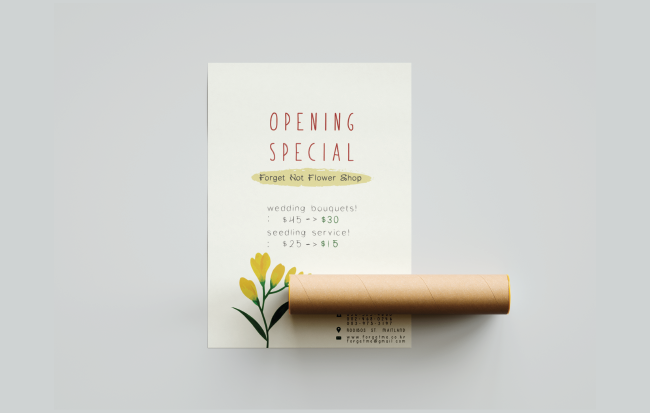 OPENING
SPECIAL
Forget Not Flower Shop
wedding bouquets!
: $45 -> $30
seedling service!
: $25 -> $15